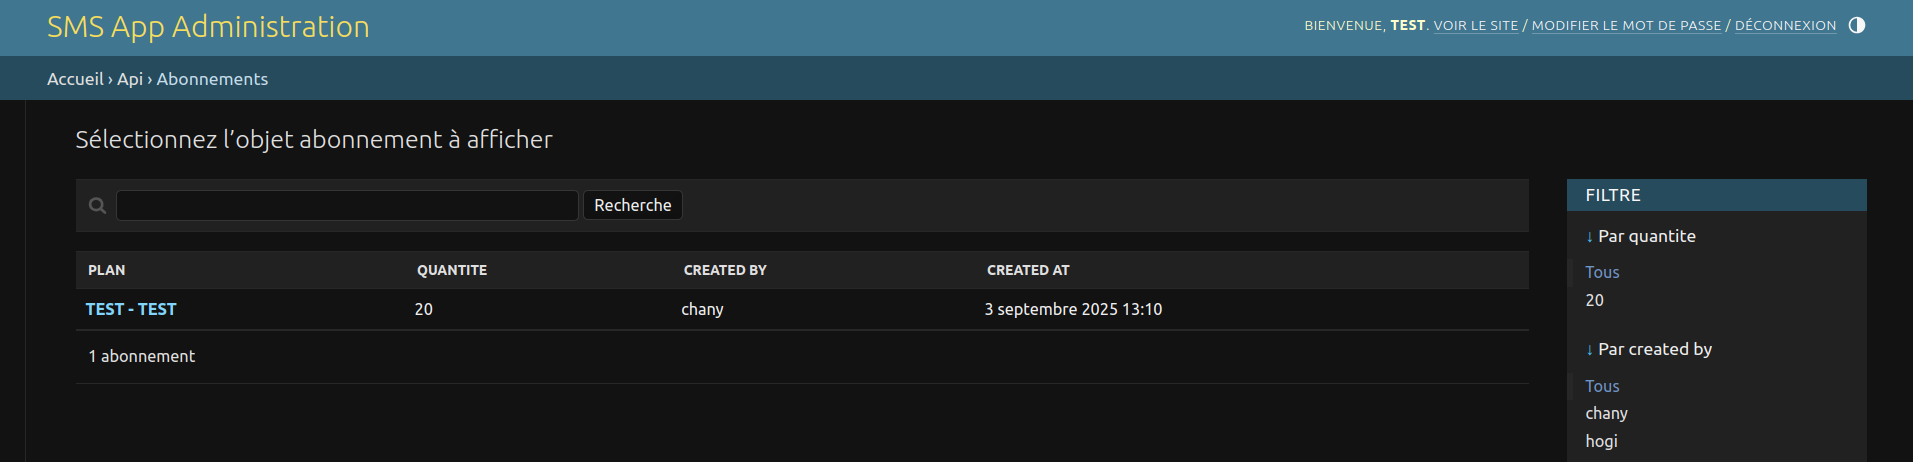 SMS App Administration
BIENVENUE, TEST. VOIR LE SITE / MODIFIER LE MOT DE PASSE / DÉCONNEXION
Accueil › Api › Abonnements
Sélectionnez l’objet abonnement à afficher
Recherche
PLAN QUANTITE CREATED BY CREATED AT
TEST - TEST 20 chany 3 septembre 2025 13:10
1 abonnement
FILTRE
↓ Par quantite
Tous
20
↓ Par created by
Tous
chany
hogi